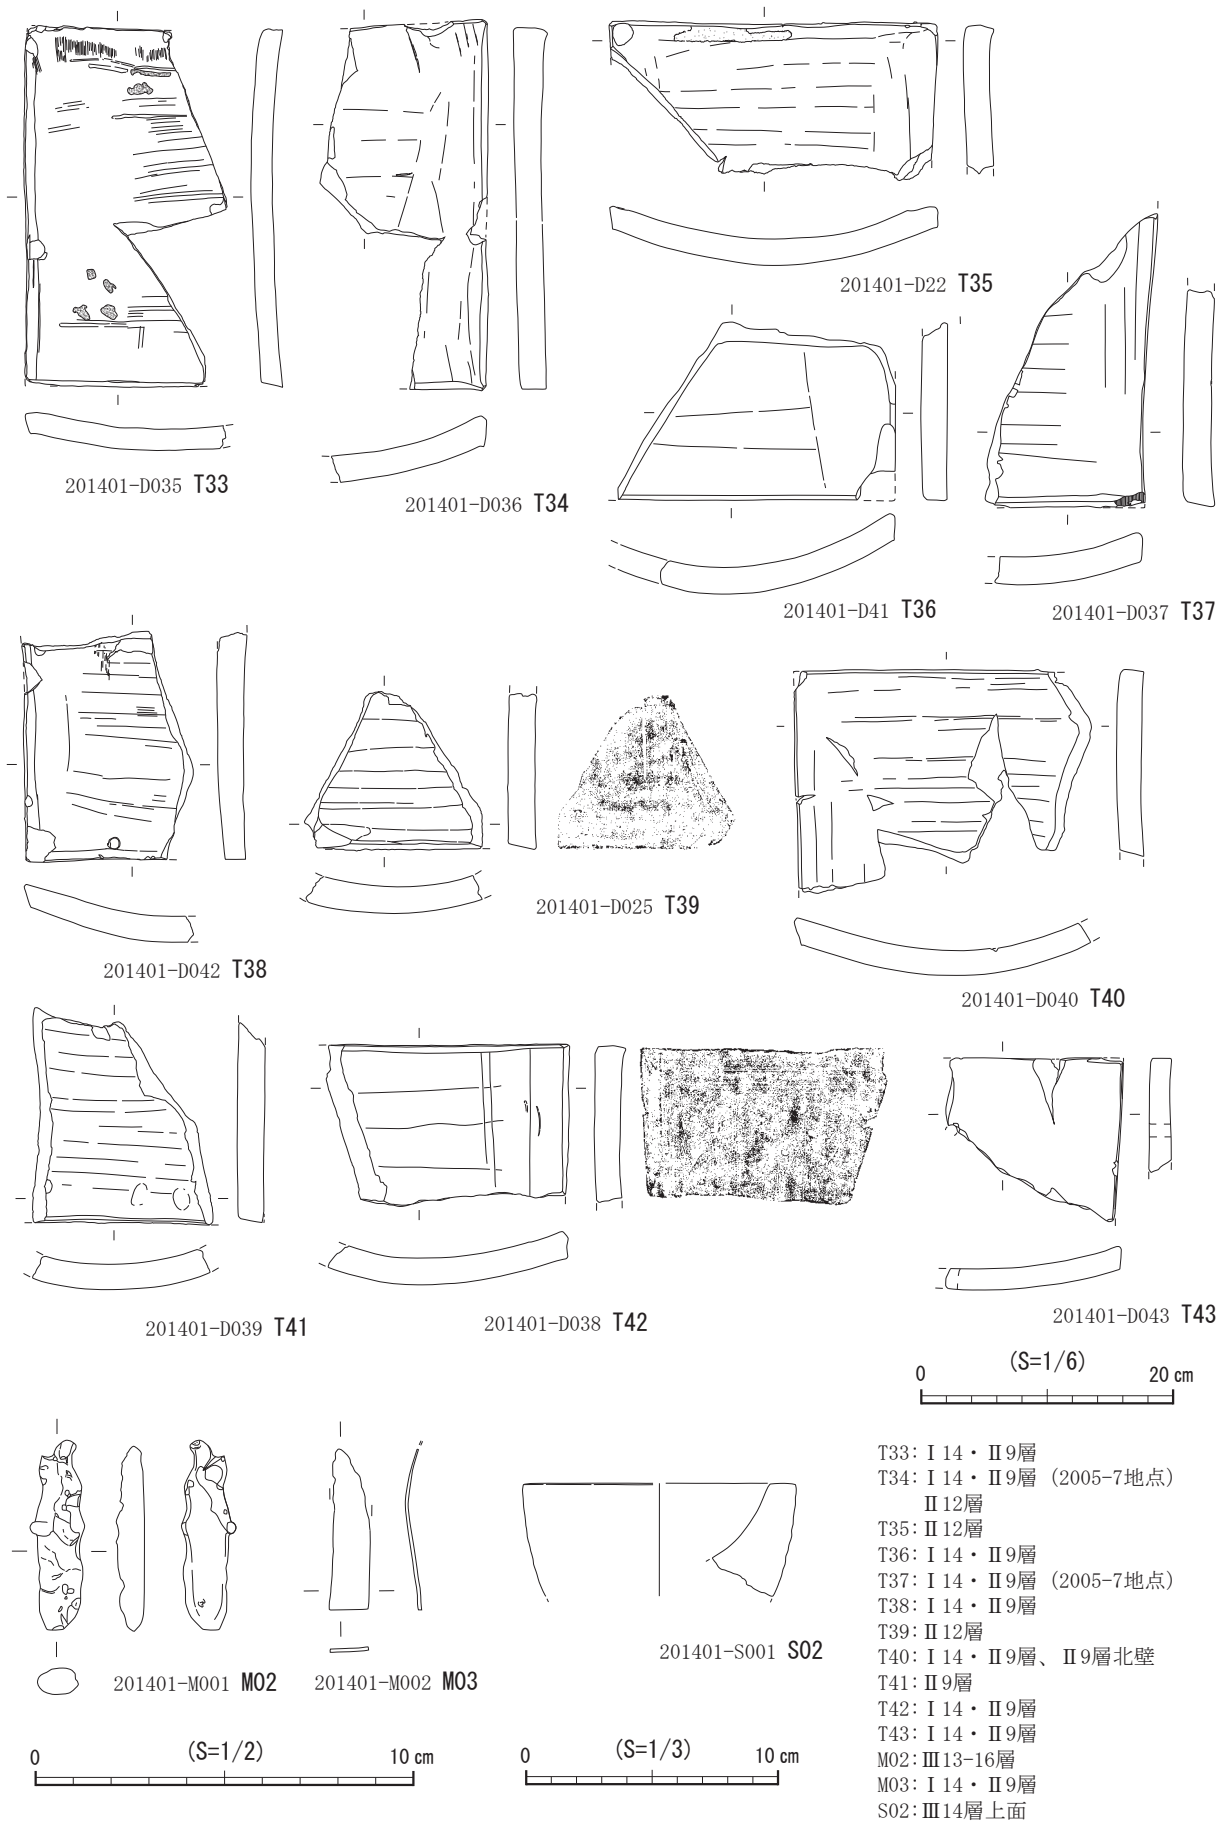 201401-D035 T33
201401-D036 T34
201401-D22 T35
201401-D41 T36
201401-D037 T37
201401-D042 T38
201401-D025 T39
201401-D040 T40
201401-D039 T41
201401-D038 T42
201401-D043 T43
(S=1/6)
0 20 cm
201401-M001 M02
201401-M002 M03
201401-S001 S02
(S=1/2)
0 10 cm
(S=1/3)
0 10 cm
T33:Ⅰ14・Ⅱ9層
T34:Ⅰ14・Ⅱ9層（2005-7地点）
Ⅱ12層
T35:Ⅱ12層
T36:Ⅰ14・Ⅱ9層
T37:Ⅰ14・Ⅱ9層（2005-7地点）
T38:Ⅰ14・Ⅱ9層
T39:Ⅱ12層
T40:Ⅰ14・Ⅱ9層、Ⅱ9層北壁
T41:Ⅱ9層
T42:Ⅰ14・Ⅱ9層
T43:Ⅰ14・Ⅱ9層
M02:Ⅲ13-16層
M03:Ⅰ14・Ⅱ9層
S02:Ⅲ14層上面